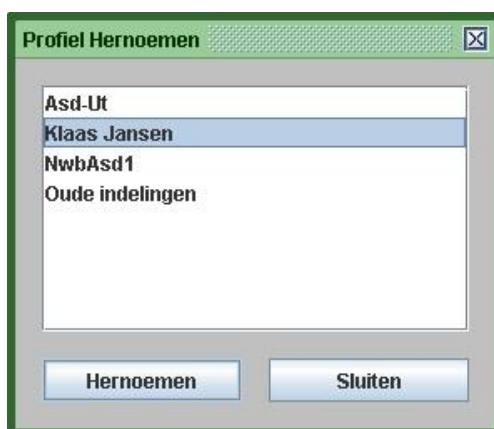 Profiel Hernoemen
Asd-Ut
Klaas Jansen
NwbAsd1
Oude indelingen
Hernoemen
Sluiten